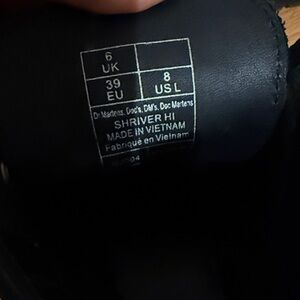 6
UK
39
EU
8
US L
Dr.Martens, Doc's, DM's, Doc Martens
SHRIVER HI
MADE IN VIETNAM
Fabriqué en Vietnam